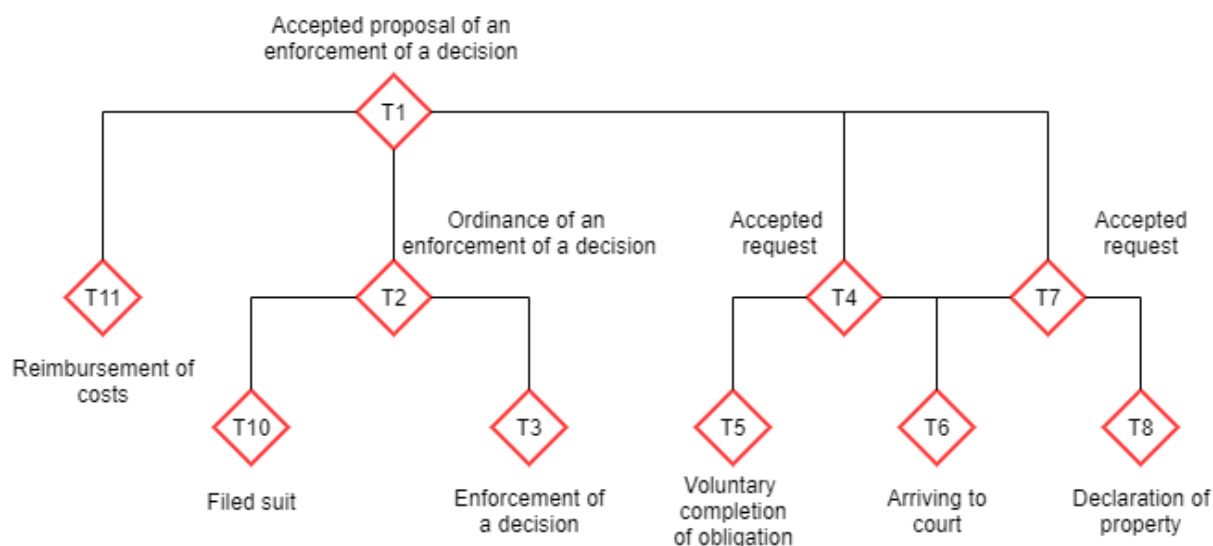 Accepted proposal of an
enforcement of a decision
T1
Ordinance of an
enforcement of a decision
Accepted
request
Accepted
request
T11
T2
T4
T7
Reimbursement of
costs
T10
T3
T5
T6
T8
Filed suit
Enforcement of
a decision
Voluntary
completion
of obligation
Arriving to
court
Declaration of
property